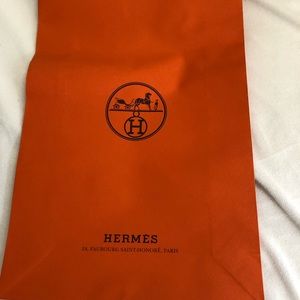 H
HERMÈS
24, FAUBOURG SAINT-HONORÉ, PARIS